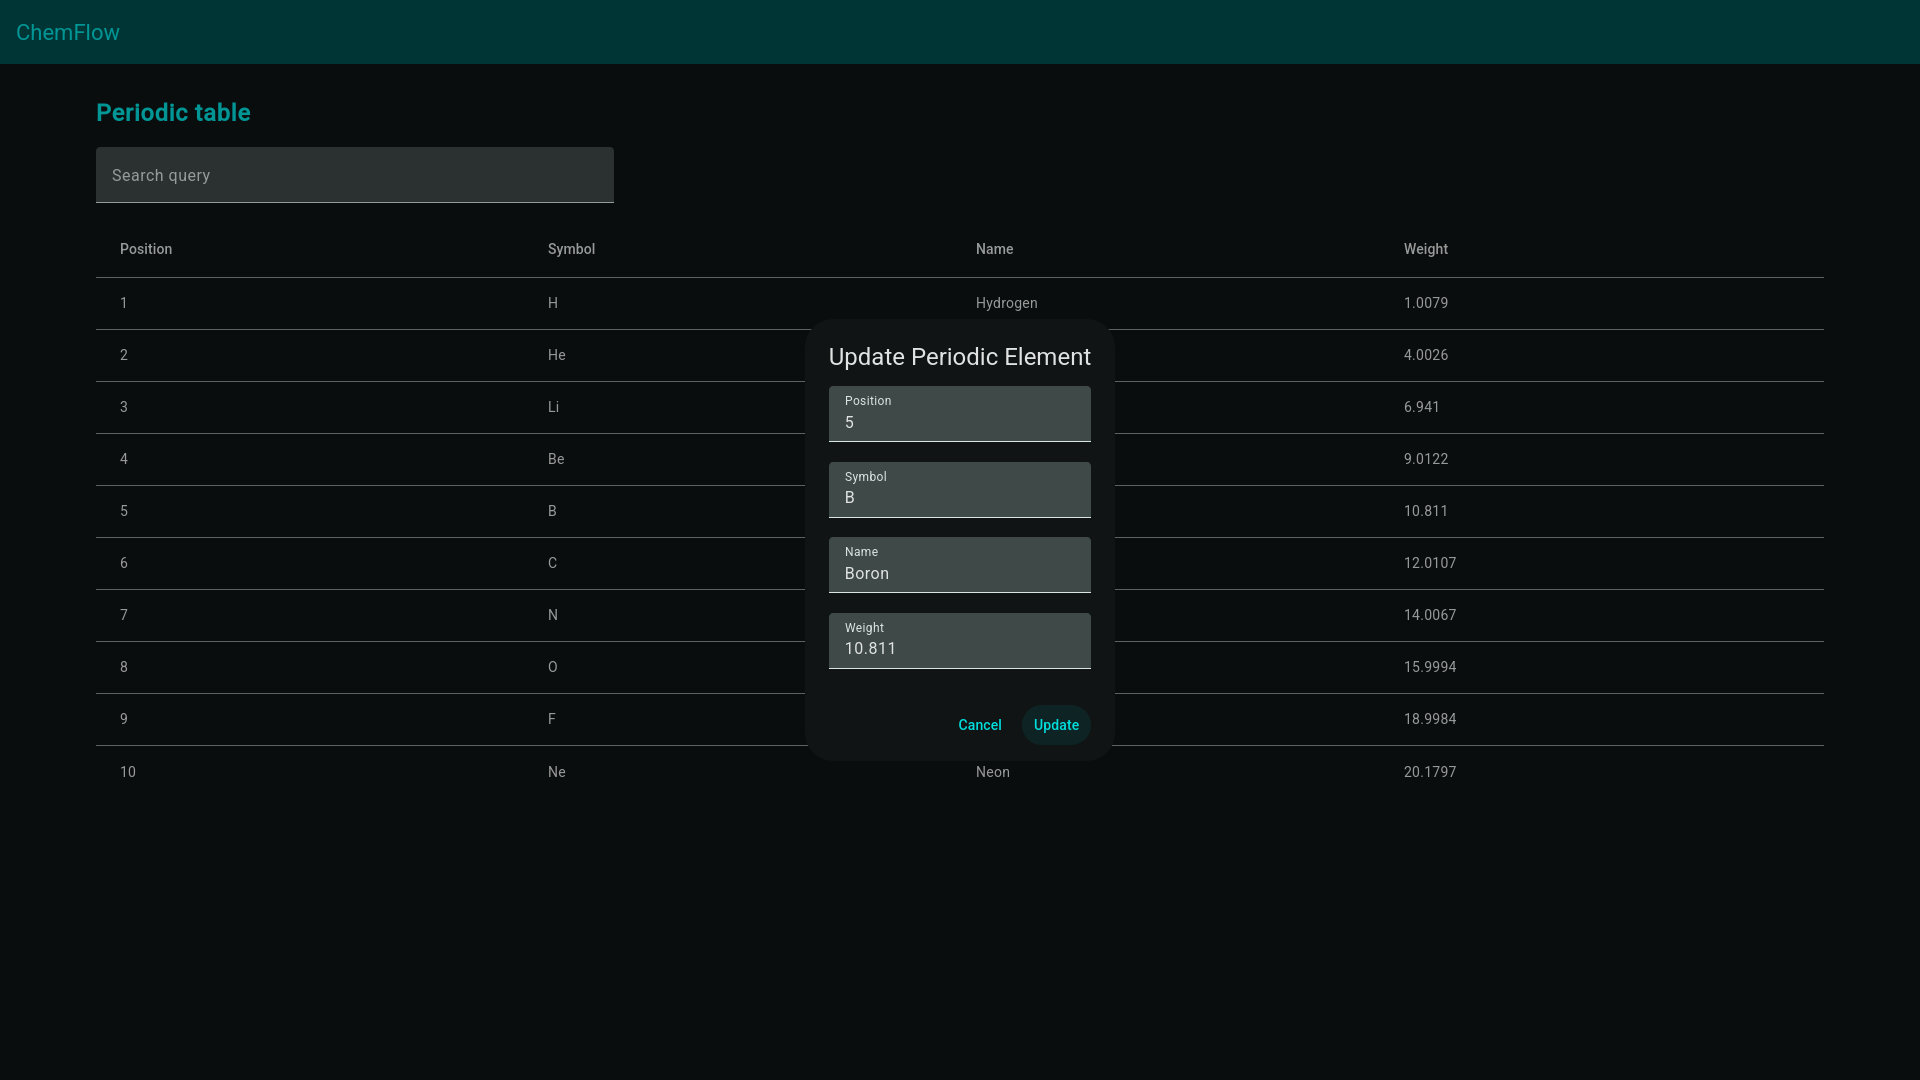 ChemFlow
Periodic table
Search query
Position Symbol Name Weight
1 H Hydrogen 1.0079
2 He 4.0026
3 Li 6.941
4 Be 9.0122
5 B 10.811
6 C 12.0107
7 N 14.0067
8 O 15.9994
9 F 18.9984
10 Ne Neon 20.1797
Update Periodic Element
Position
5
Symbol
B
Name
Boron
Weight
10.811
Cancel Update